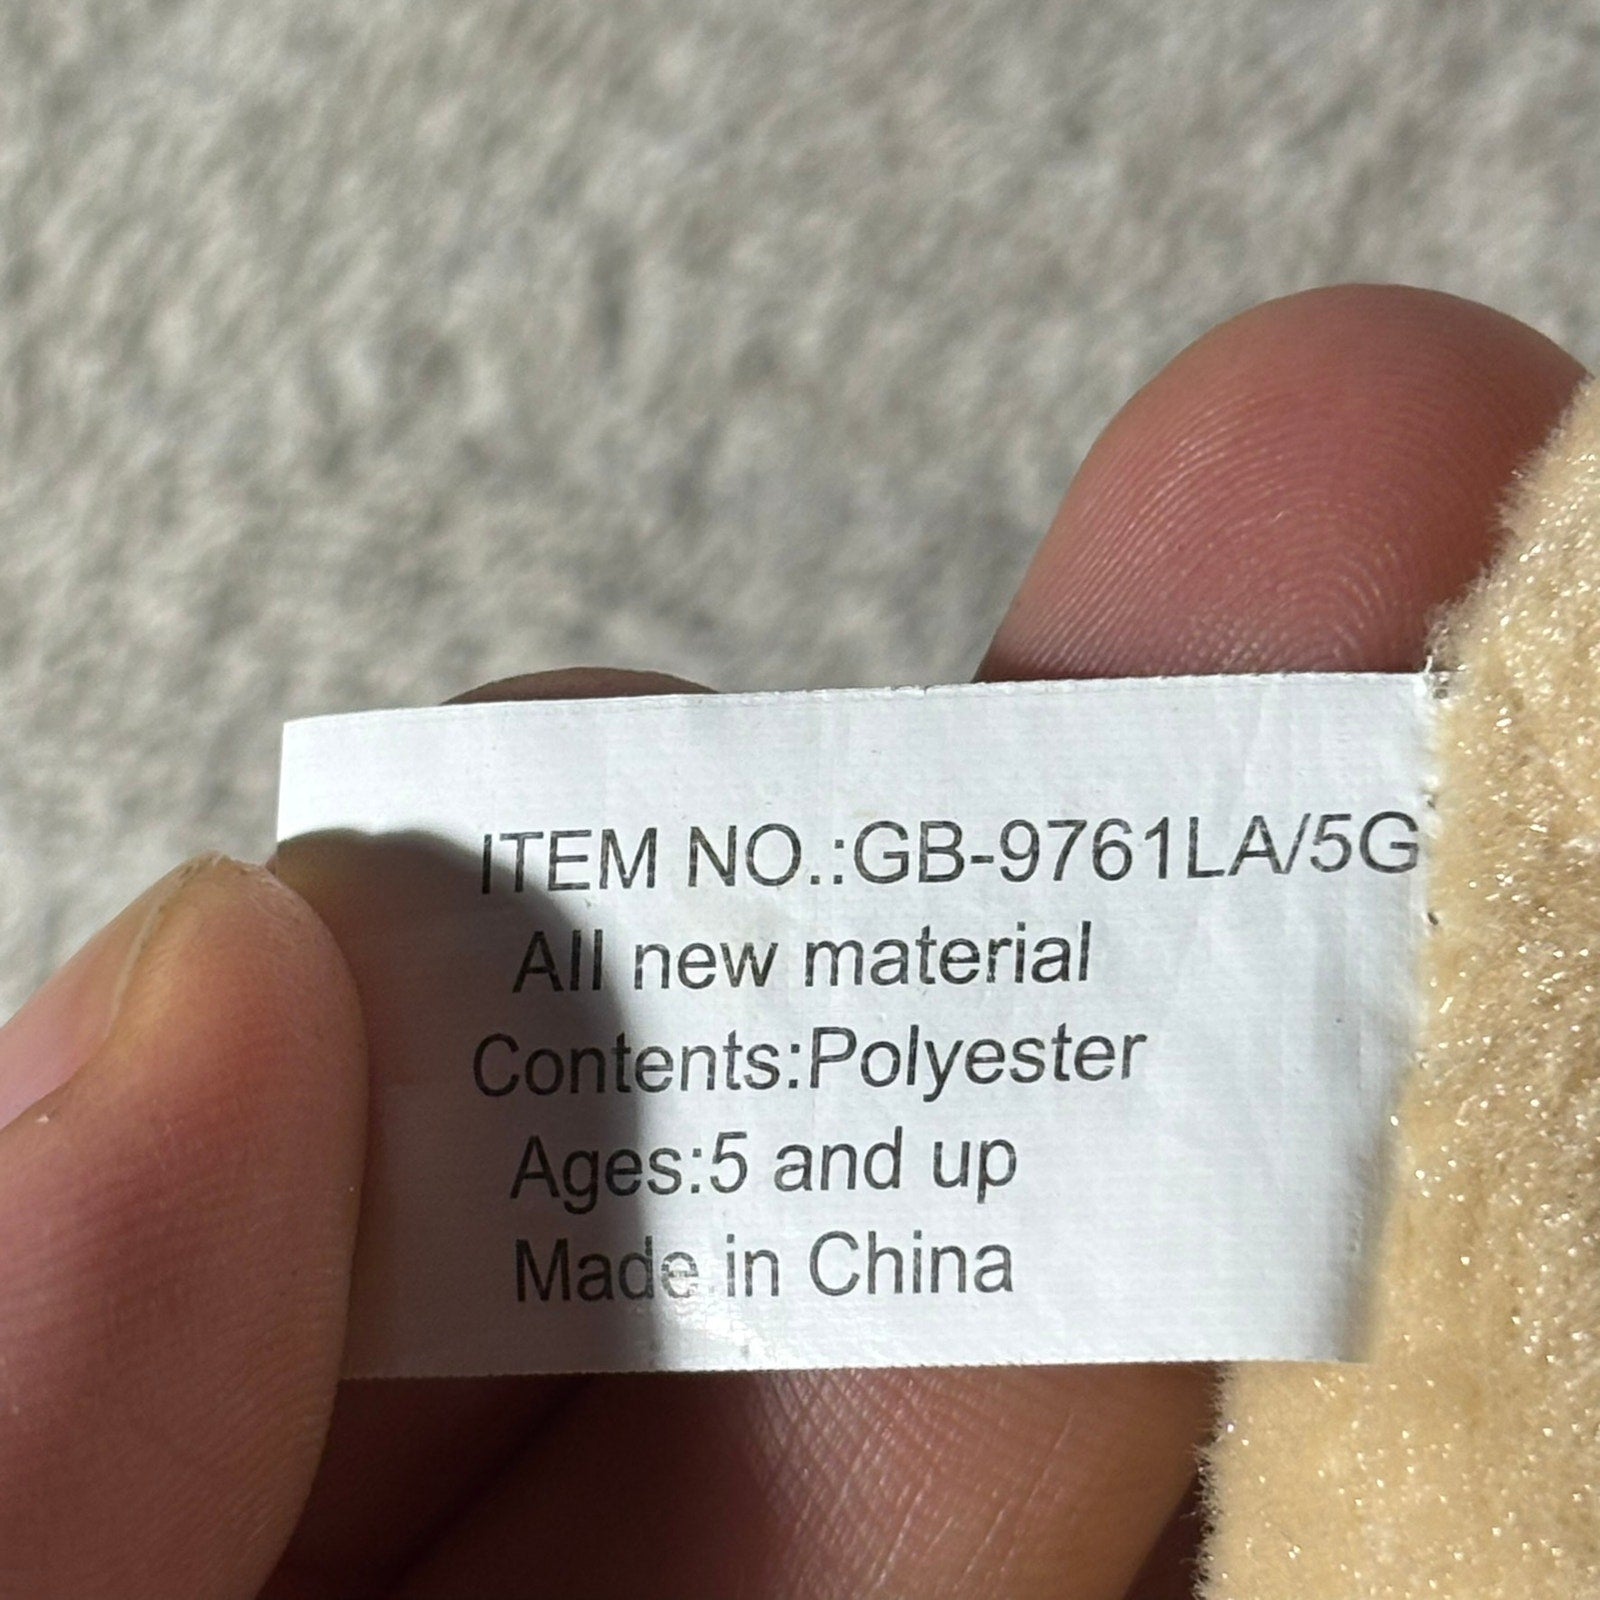 ITEM NO.:GB-9761LA/5G
All new material
Contents:Polyester
Ages:5 and up
Made in China